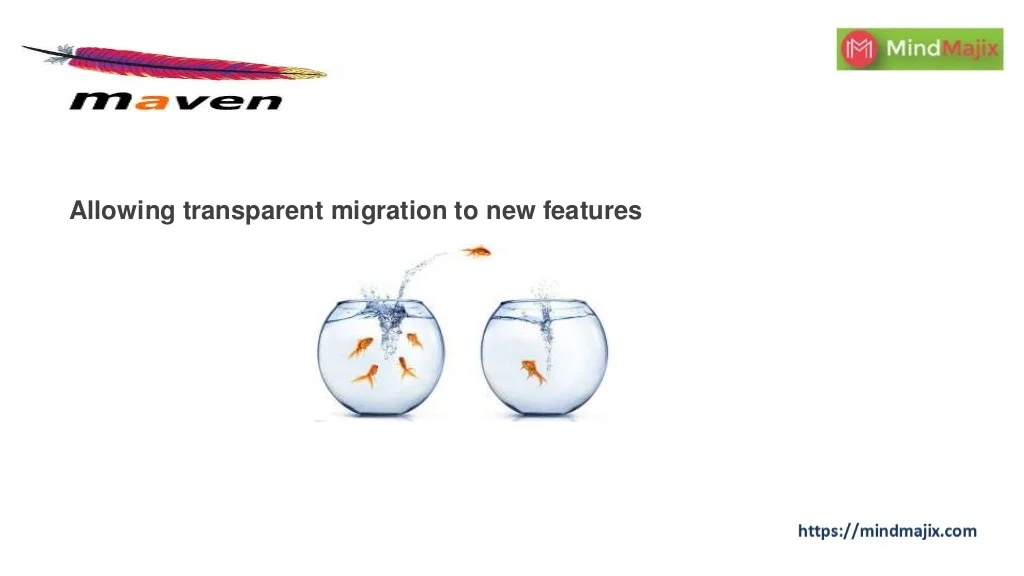 maven
MindMajix
Allowing transparent migration to new features
https://mindmajix.com